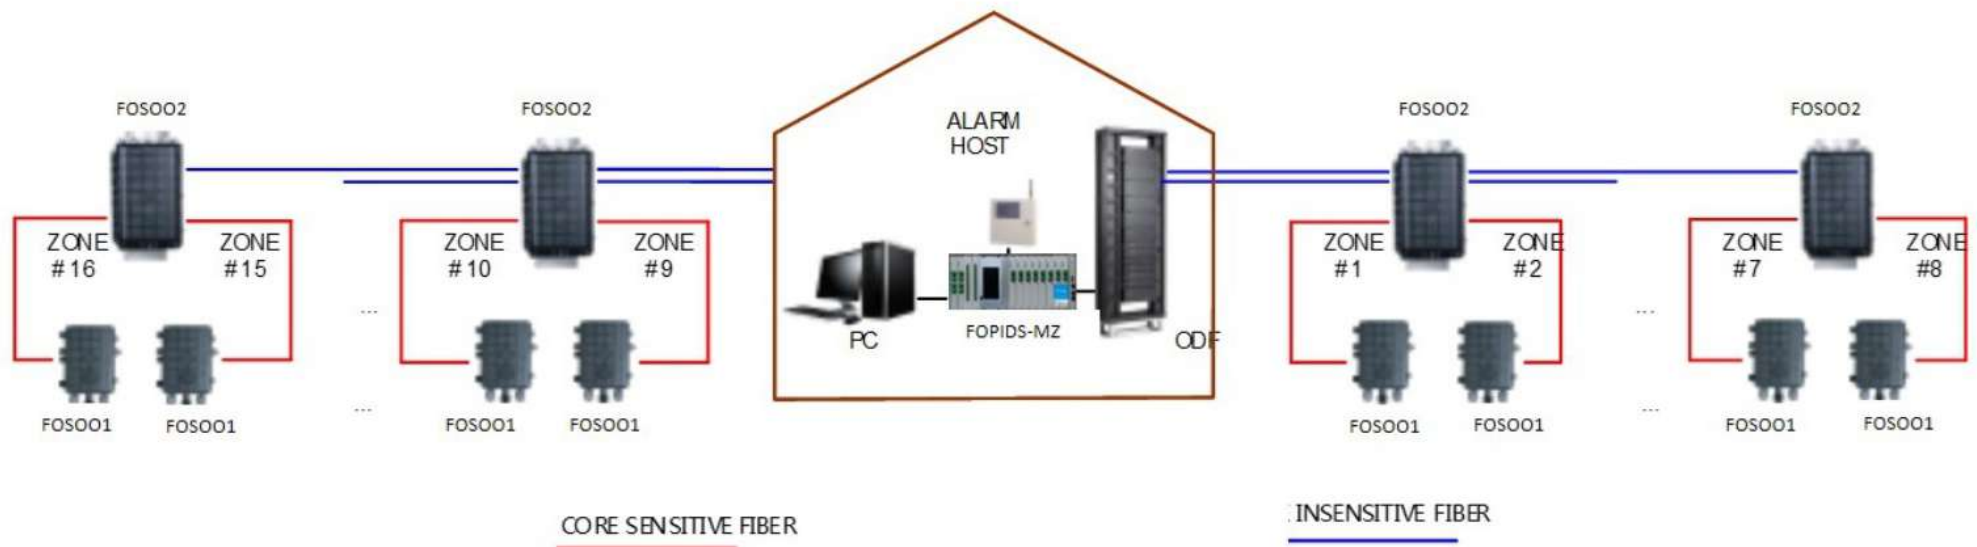 FOSOO2
FOSOO2
FOSOO2
FOSOO2
ALARM
HOST
ZONE
#16
ZONE
#15
ZONE
#10
ZONE
#9
ZONE
#1
ZONE
#2
ZONE
#7
ZONE
#8
...
...
PC
FOPIDS-MZ
ODF
FOSOO1
FOSOO1
...
FOSOO1
FOSOO1
FOSOO1
FOSOO1
...
FOSOO1
FOSOO1
CORE SENSITIVE FIBER
INSENSITIVE FIBER